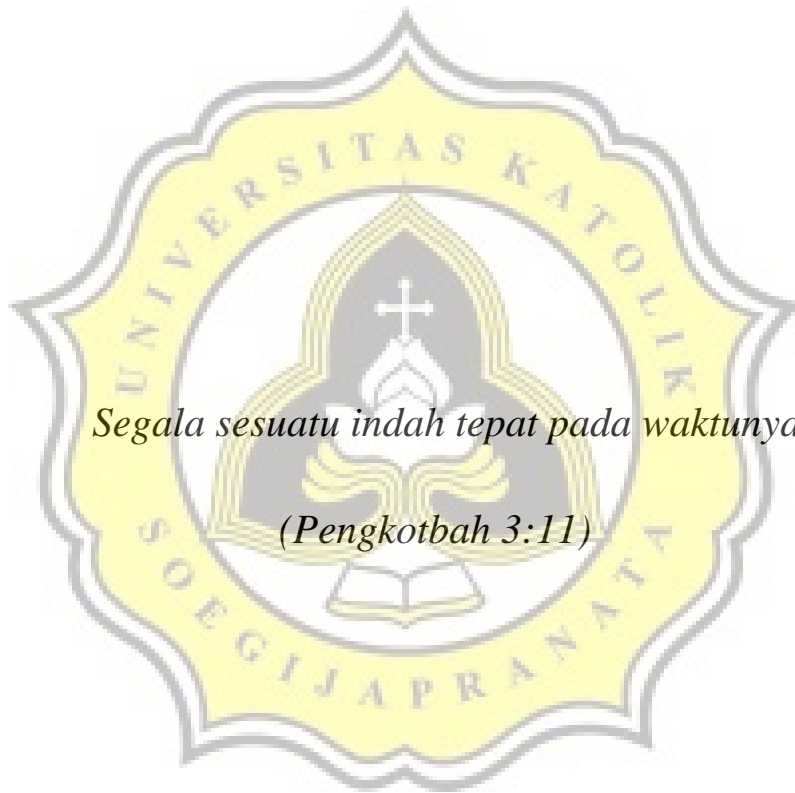 UNIVERSITAS KATOLIK
Segala sesuatu indah tepat pada waktunya
(Pengkotbah 3:11)
SOEGIJAPRANATA